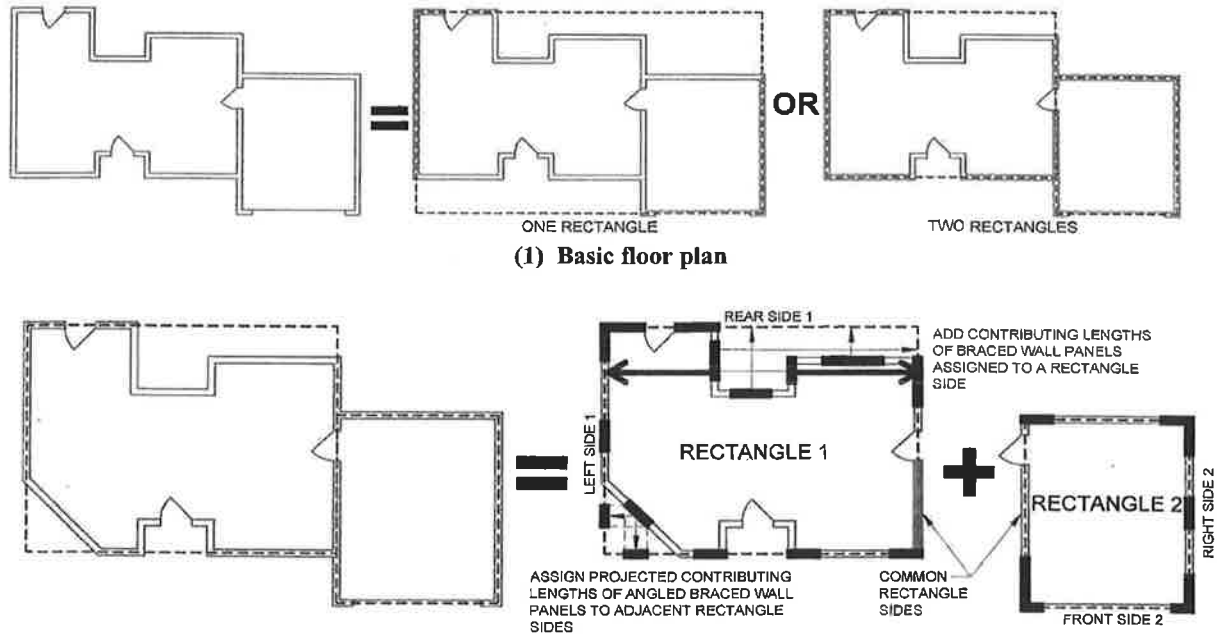 OR
ONE RECTANGLE
TWO RECTANGLES
(1) Basic floor plan
REAR SIDE 1
ADD CONTRIBUTING LENGTHS
OF BRACED WALL PANELS
ASSIGNED TO A RECTANGLE
SIDE
LEFT SIDE 1
RECTANGLE 1
RECTANGLE 2
RIGHT SIDE 2
ASSIGN PROJECTED CONTRIBUTING
LENGTHS OF ANGLED BRACED WALL
PANELS TO ADJACENT RECTANGLE
SIDES
COMMON
RECTANGLE
SIDES
FRONT SIDE 2